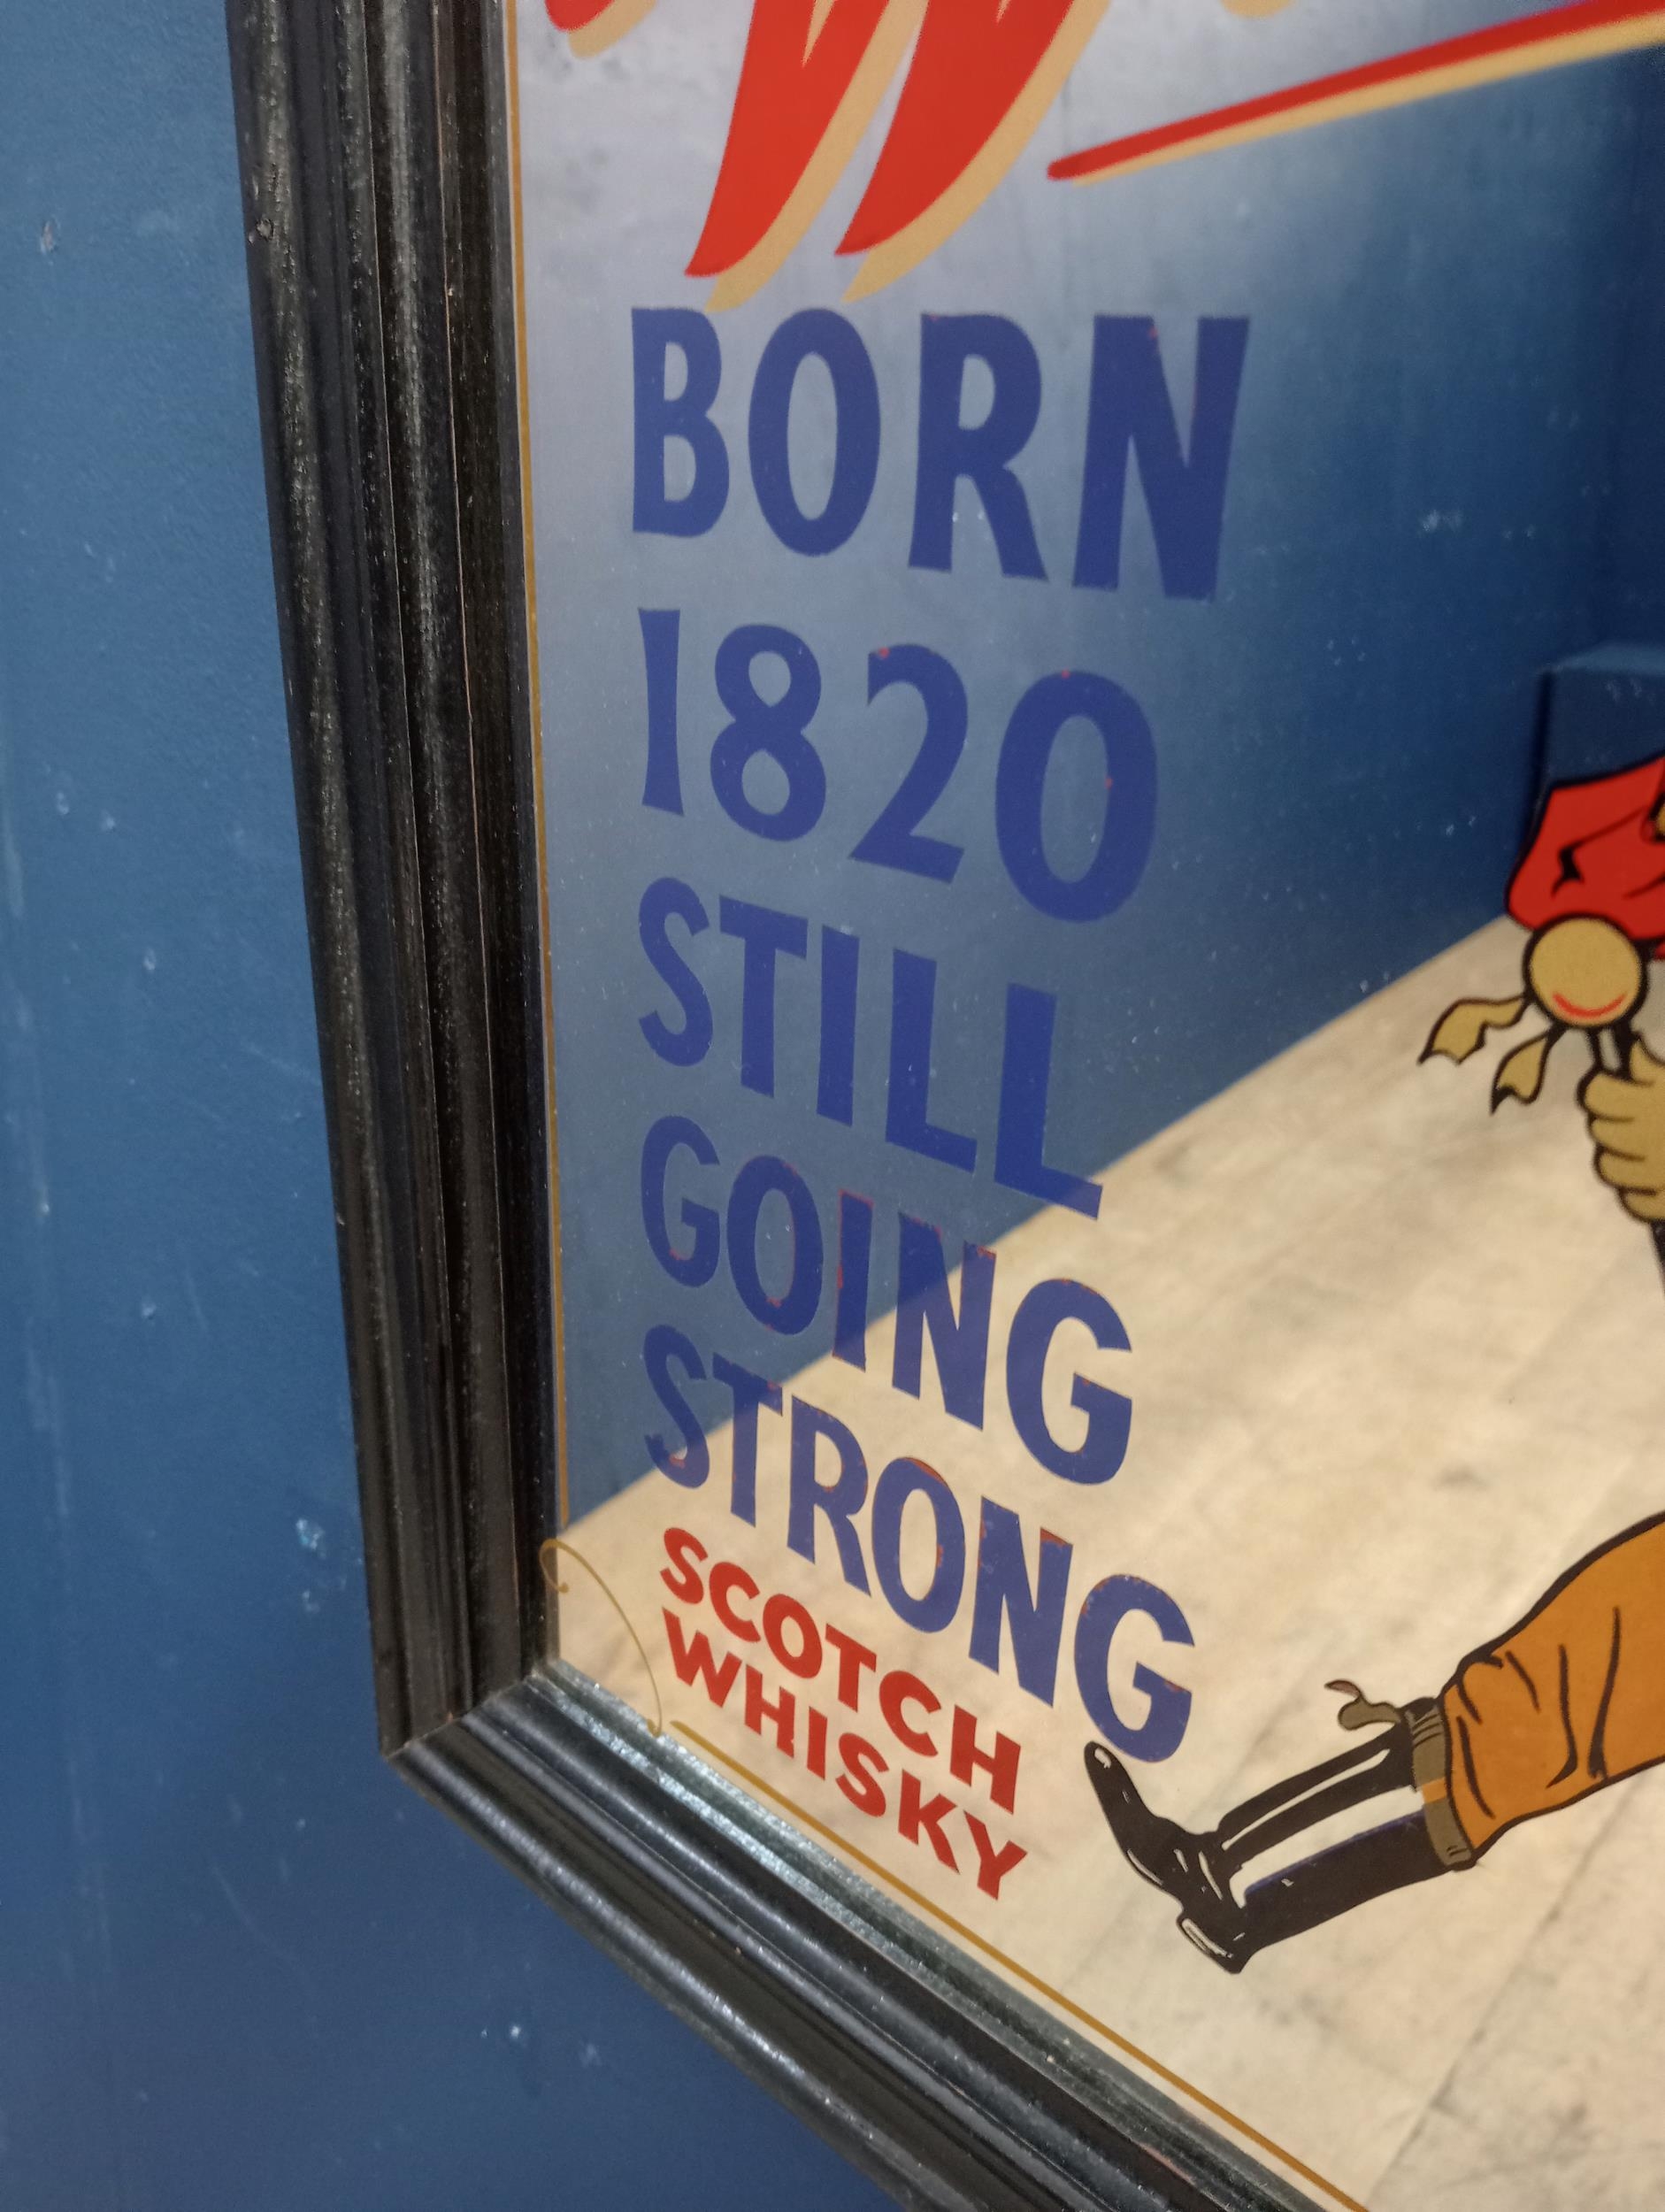 W
BORN
1820
STILL
GOING
STRONG
SCOTCH
WHISKY